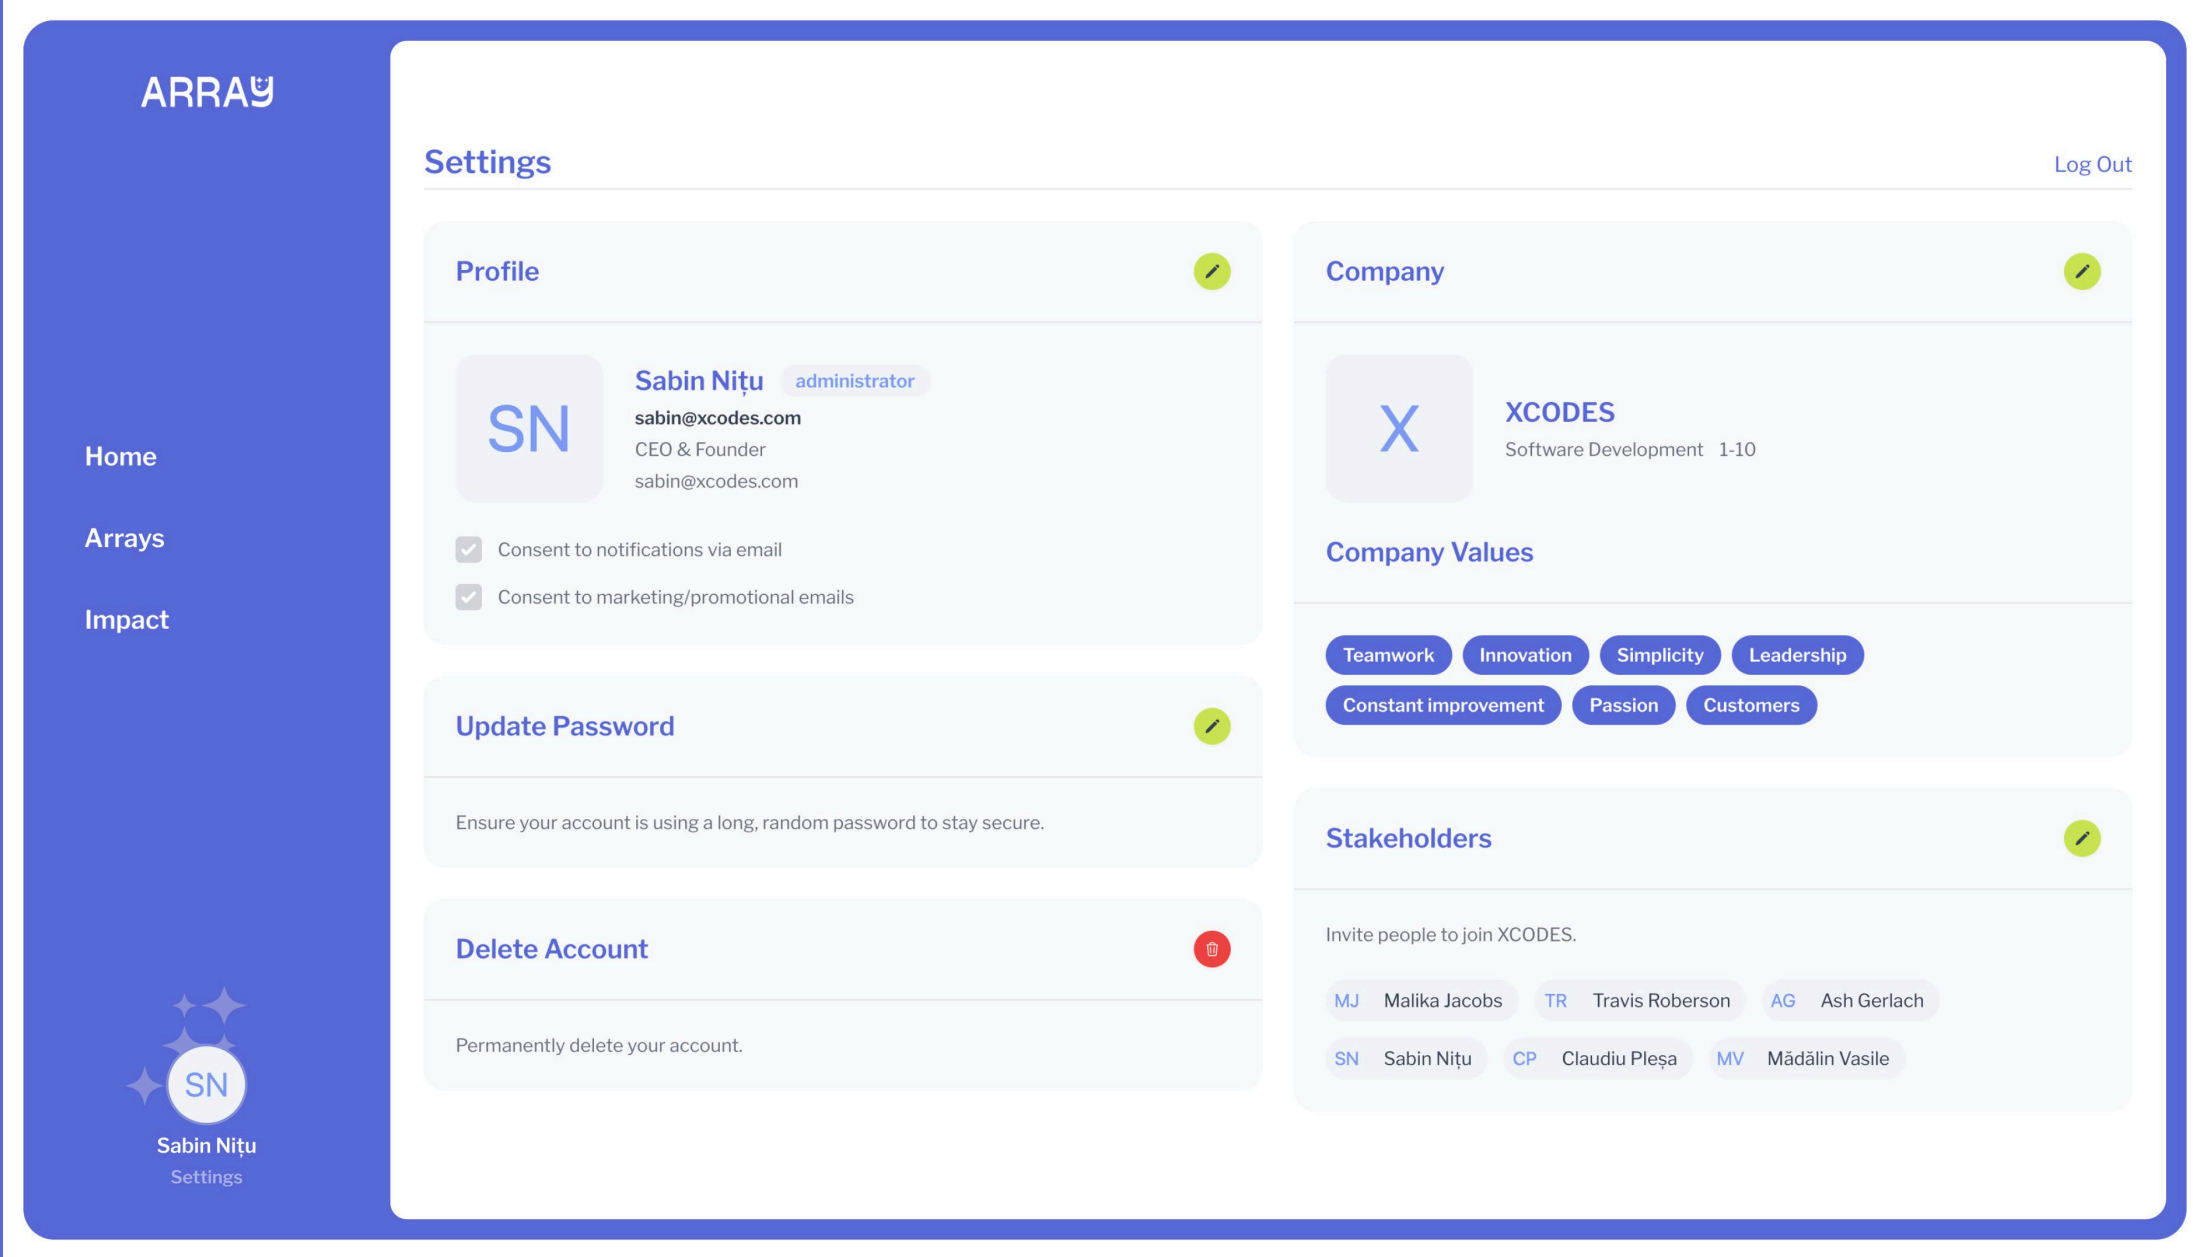 ARRAY
Home
Arrays
Impact
SN
Sabin Nițu
Settings
Settings
Log Out
Profile
SN
Sabin Nițu administrator
sabin@xcodes.com
CEO & Founder
sabin@xcodes.com
Consent to notifications via email
Consent to marketing/promotional emails
Update Password
Ensure your account is using a long, random password to stay secure.
Delete Account
Permanently delete your account.
Company
X
XCODES
Software Development 1-10
Company Values
Teamwork Innovation Simplicity Leadership
Constant improvement Passion Customers
Stakeholders
Invite people to join XCODES.
MJ Malika Jacobs TR Travis Roberson AG Ash Gerlach
SN Sabin Nițu CP Claudiu Pleșa MV Mădălin Vasile